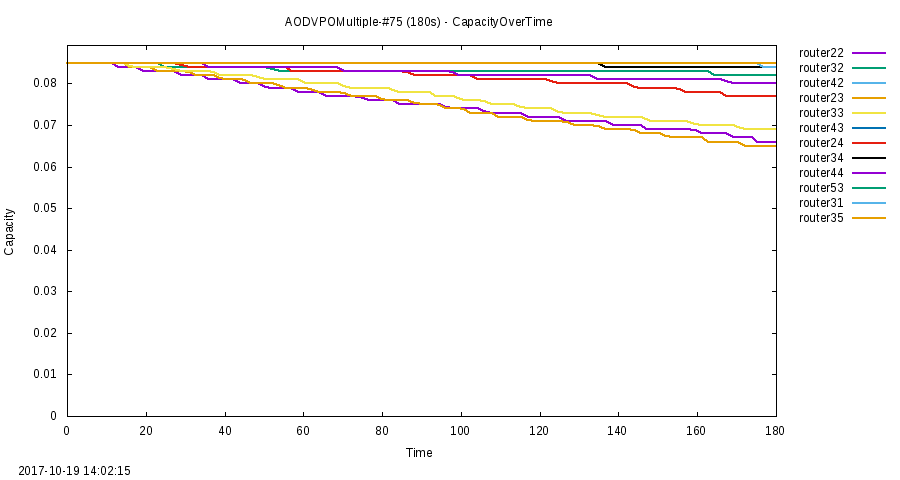 AODVPOMultiple-#75 (180s) - CapacityOverTime
router22
router32
router42
router23
router33
router43
router24
router34
router44
router53
router31
router35
0.08
0.07
0.06
0.05
0.04
0.03
0.02
0.01
0
Capacity
0 20 40 60 80 100 120 140 160 180
Time
2017-10-19 14:02:15